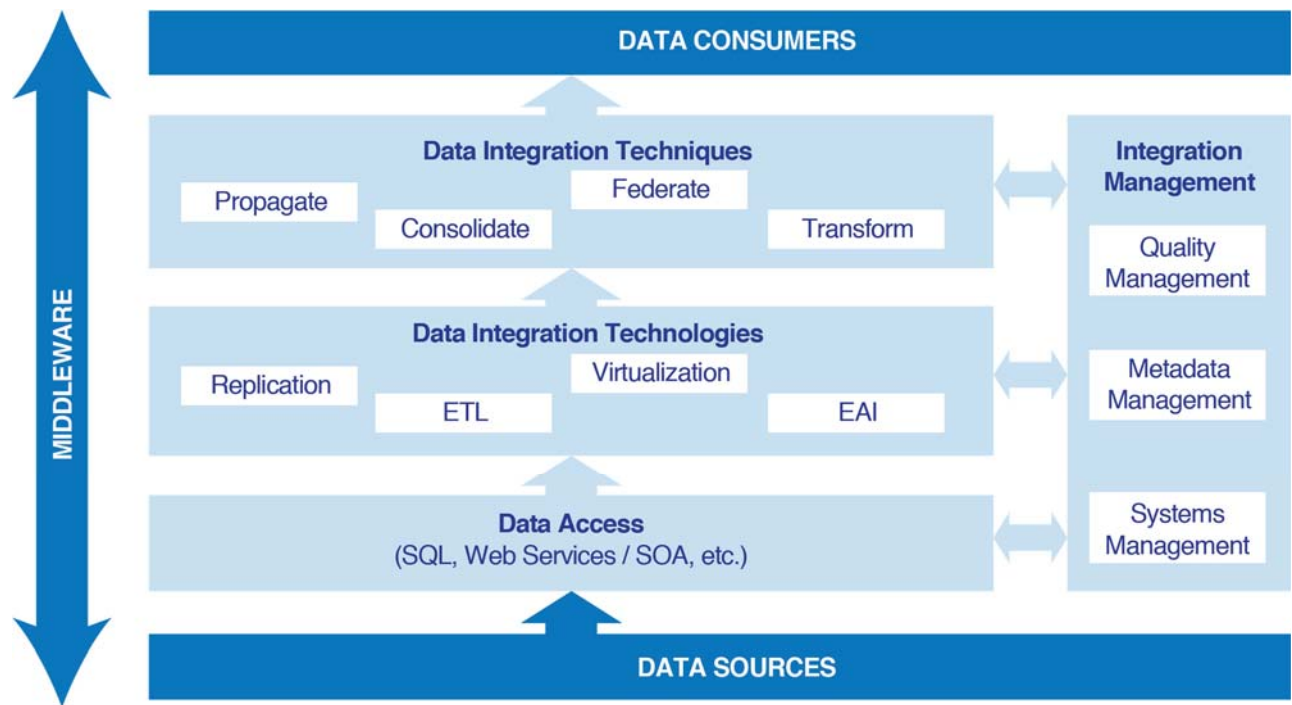 DATA CONSUMERS
MIDDLEWARE
Data Integration Techniques
Propagate
Consolidate
Federate
Transform
Data Integration Technologies
Replication
ETL
Virtualization
EAI
Data Access
(SQL, Web Services / SOA, etc.)
Integration
Management
Quality
Management
Metadata
Management
Systems
Management
DATA SOURCES